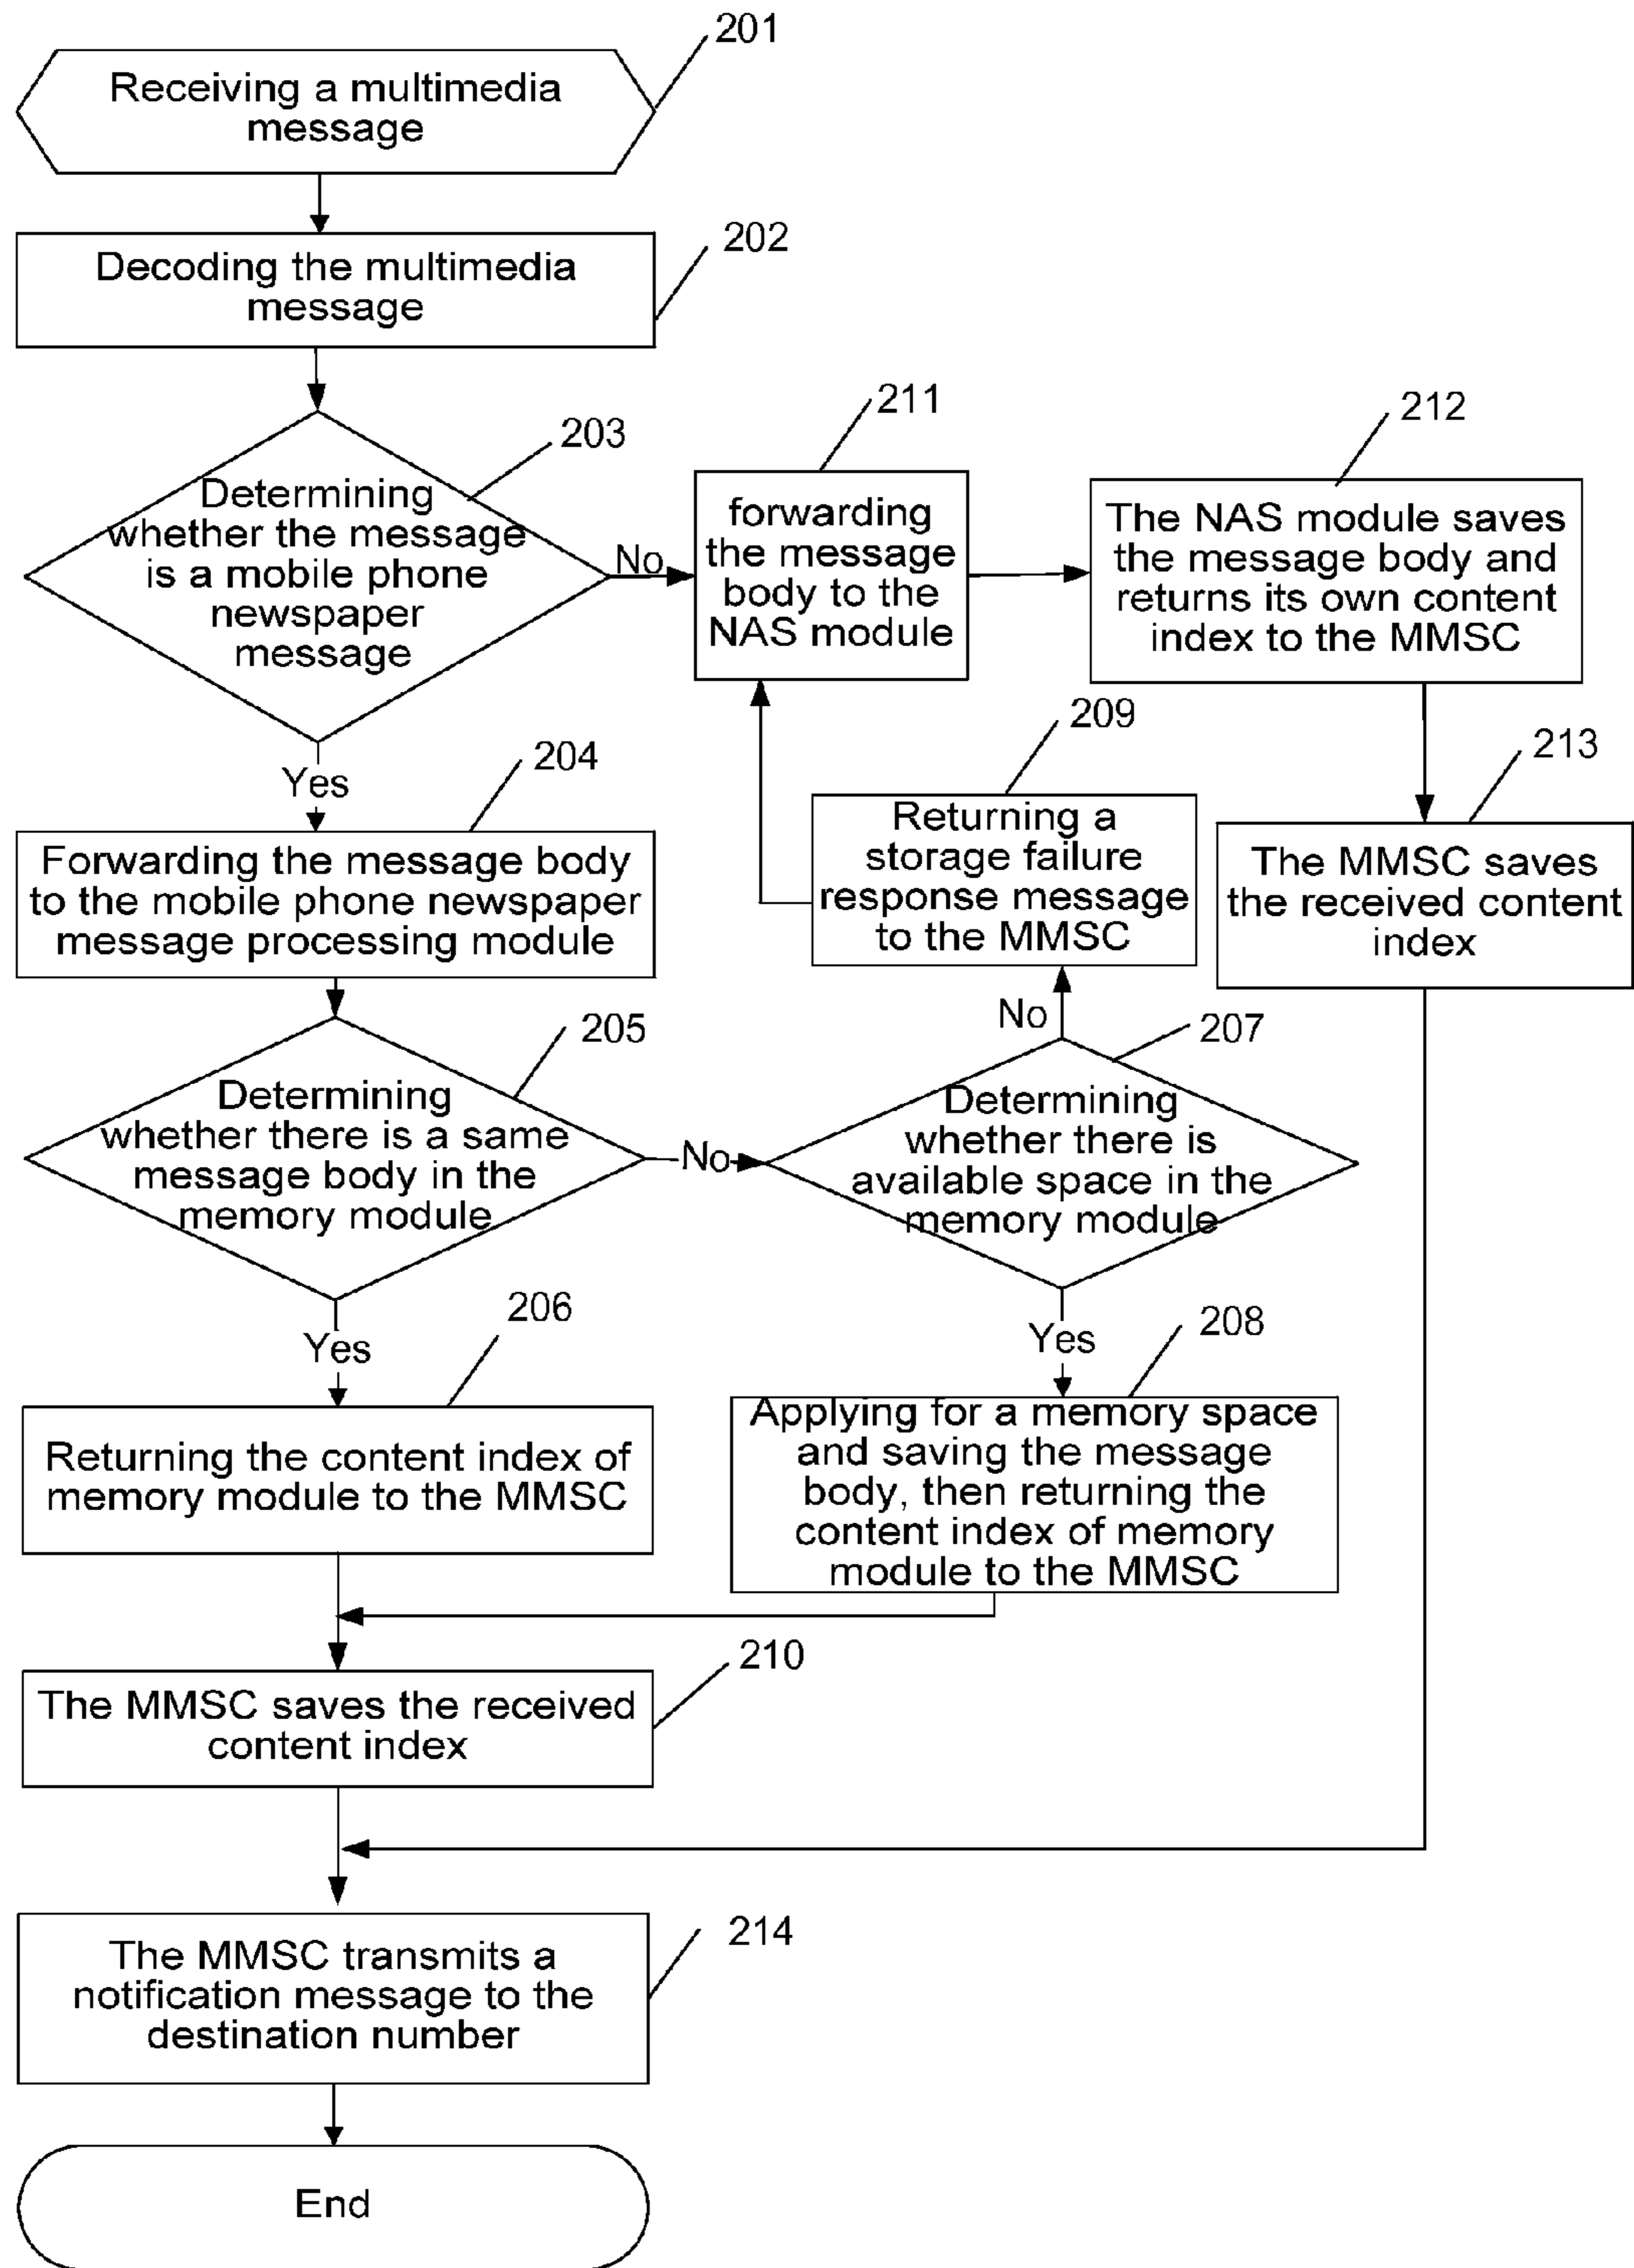 201
Receiving a multimedia
message
202
Decoding the multimedia
message
203
Determining
whether the message
is a mobile phone
newspaper
message
No
211
forwarding
the message
body to the
NAS module
212
The NAS module saves
the message body and
returns its own content
index to the MMSC
Yes
204
Forwarding the message body
to the mobile phone newspaper
message processing module
209
Returning a
storage failure
response message
to the MMSC
213
The MMSC saves
the received content
index
205
Determining
whether there is a same
message body in the
memory module
No
No
207
Determining
whether there is
available space in the
memory module
Yes
206
Returning the content index of
memory module to the MMSC
Yes
208
Applying for a memory space
and saving the message
body, then returning the
content index of memory
module to the MMSC
210
The MMSC saves the received
content index
214
The MMSC transmits a
notification message to the
destination number
End